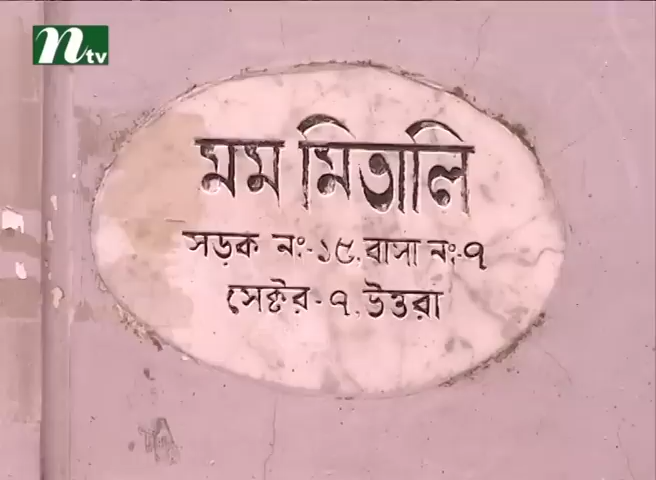 ntv
মম মিতালি
সড়ক নং-১৫, বাসা নং-৭
সেক্টর - ৭, উত্তরা